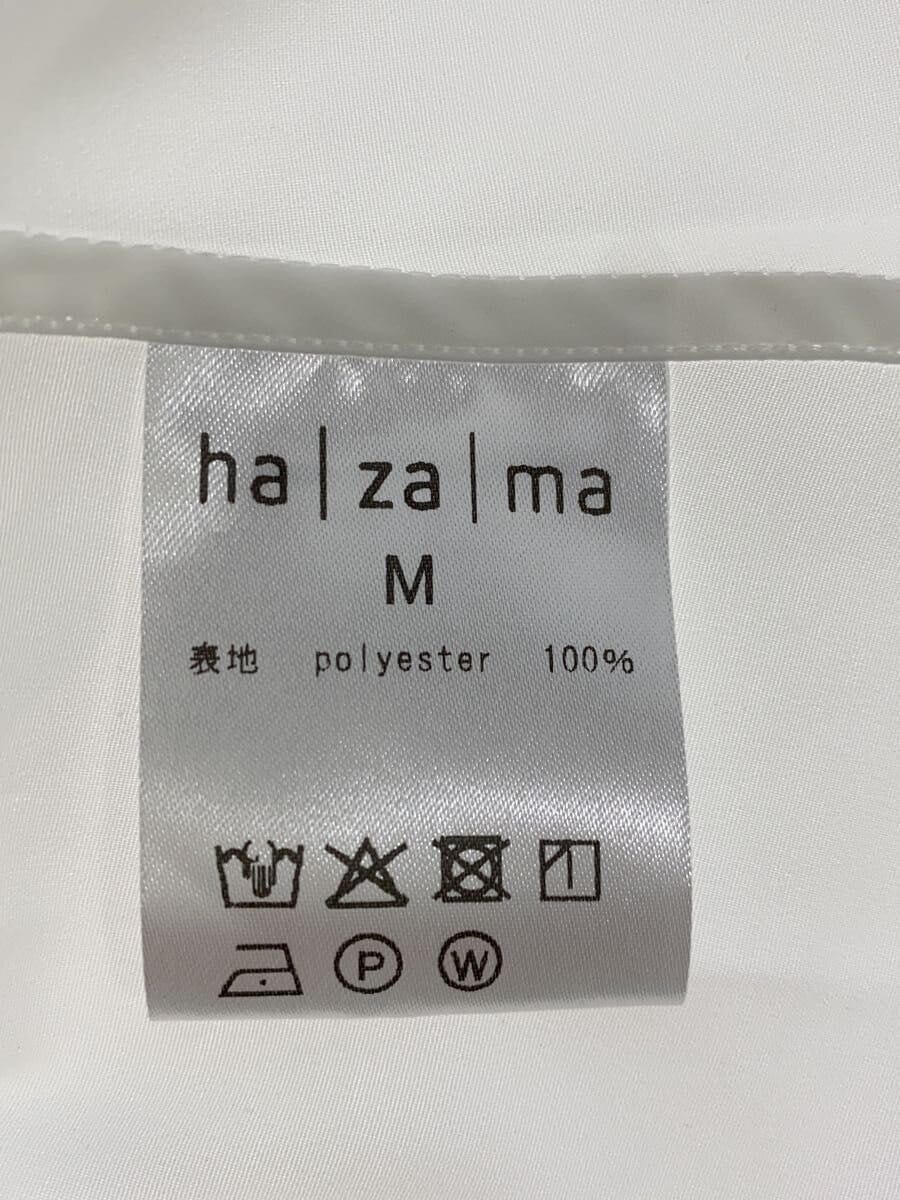 ha|za|ma
M
表地 polyester 100%
P W